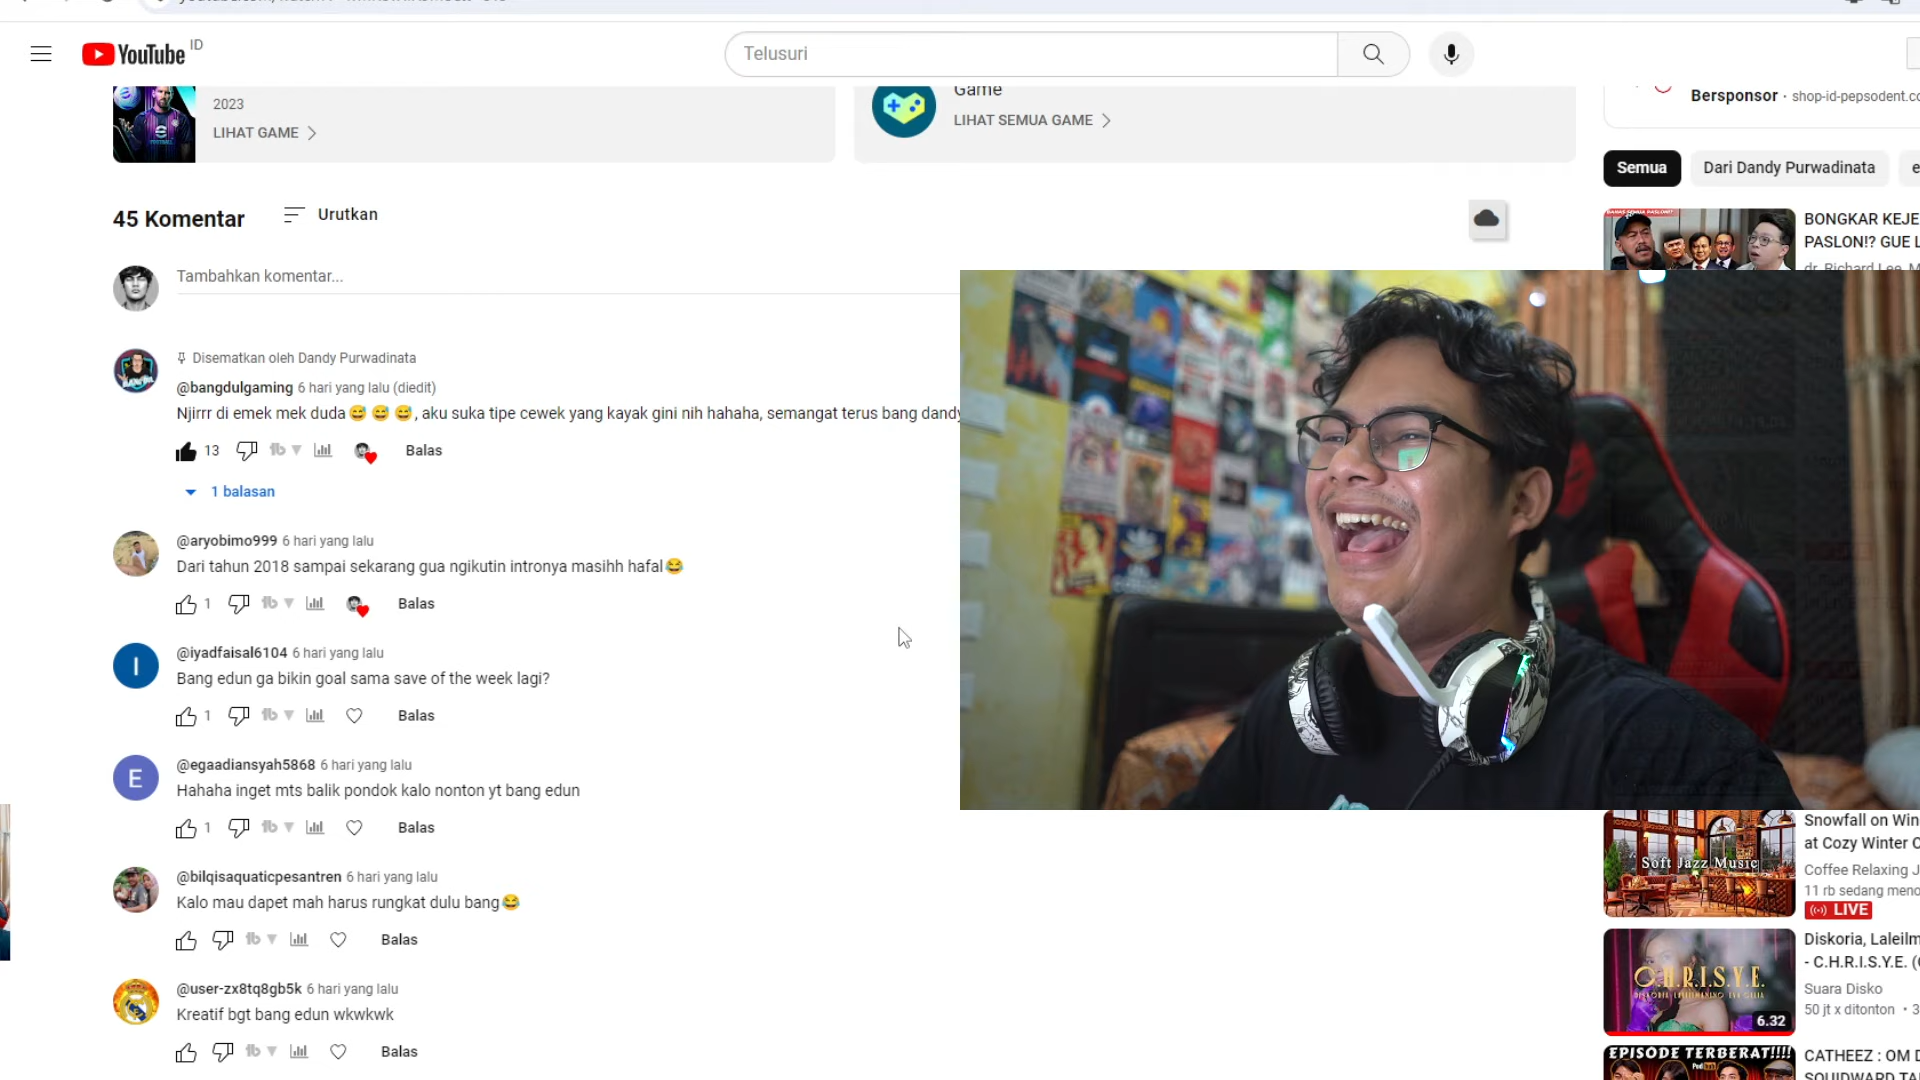 YouTube ID
Telusuri
2023
LIHAT GAME
Game
LIHAT SEMUA GAME
Bersponsor · shop-id-pepsodent.co
Semua
Dari Dandy Purwadinata
45 Komentar
Urutkan
BONGKAR KEJE
PASLON!? GUE L
dr. Richard Lee, M
Tambahkan komentar...
Disematkan oleh Dandy Purwadinata
@bangdulgaming 6 hari yang lalu (diedit)
Njirrr di emek mek duda😅 😅 😅, aku suka tipe cewek yang kayak gini nih hahaha, semangat terus bang dandy
13
Balas
1 balasan
@aryobimo999 6 hari yang lalu
Dari tahun 2018 sampai sekarang gua ngikutin intronya masihh hafal😂
1
Balas
@iyadfaisal6104 6 hari yang lalu
I
Bang edun ga bikin goal sama save of the week lagi?
1
Balas
@egaadiansyah5868 6 hari yang lalu
E
Hahaha inget mts balik pondok kalo nonton yt bang edun
1
Balas
@bilqisaquaticpesantren 6 hari yang lalu
Kalo mau dapet mah harus rungkat dulu bang😂
Balas
@user-zx8tq8gb5k 6 hari yang lalu
Kreatif bgt bang edun wkwkwk
Balas
Soft Jazz Music
Snowfall on Win
at Cozy Winter C
Coffee Relaxing J
11 rb sedang meno
LIVE
C.H.R.I.S.Y.E.
6.32
Diskoria, Laleilm
- C.H.R.I.S.Y.E. (
Suara Disko
50 jt x ditonton • 3
EPISODE TERBERAT!!!!
CATHEEZ : OM D
SQUIDWARD TA